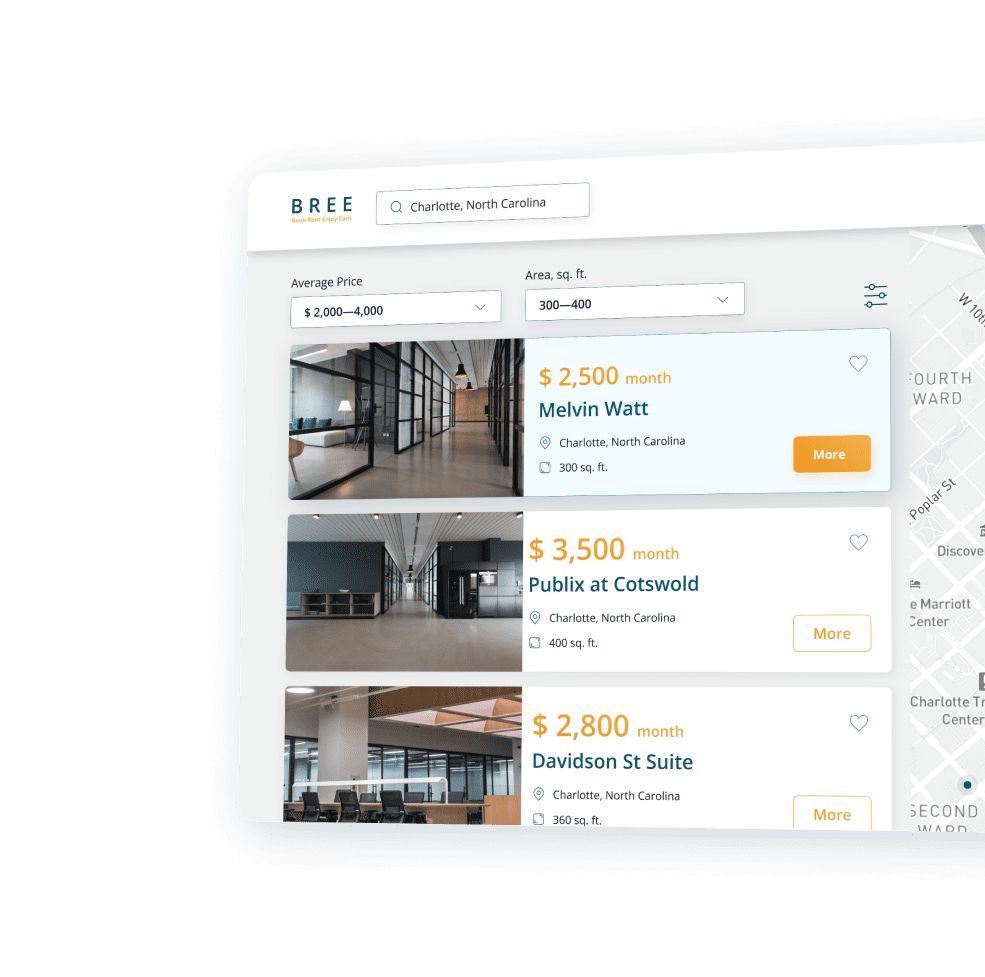 BREE
Book Rent Enjoy Earn
Charlotte, North Carolina
Average Price
$ 2,000—4,000
Area, sq. ft.
300—400
$ 2,500 month
Melvin Watt
Charlotte, North Carolina
300 sq. ft.
More
$ 3,500 month
Publix at Cotswold
Charlotte, North Carolina
400 sq. ft.
More
$ 2,800 month
Davidson St Suite
Charlotte, North Carolina
360 sq. ft.
More
W 10th
FOURTH
WARD
Poplar St
Discove
e Marriott
Center
Charlotte Tr
Center
SECOND
WARD